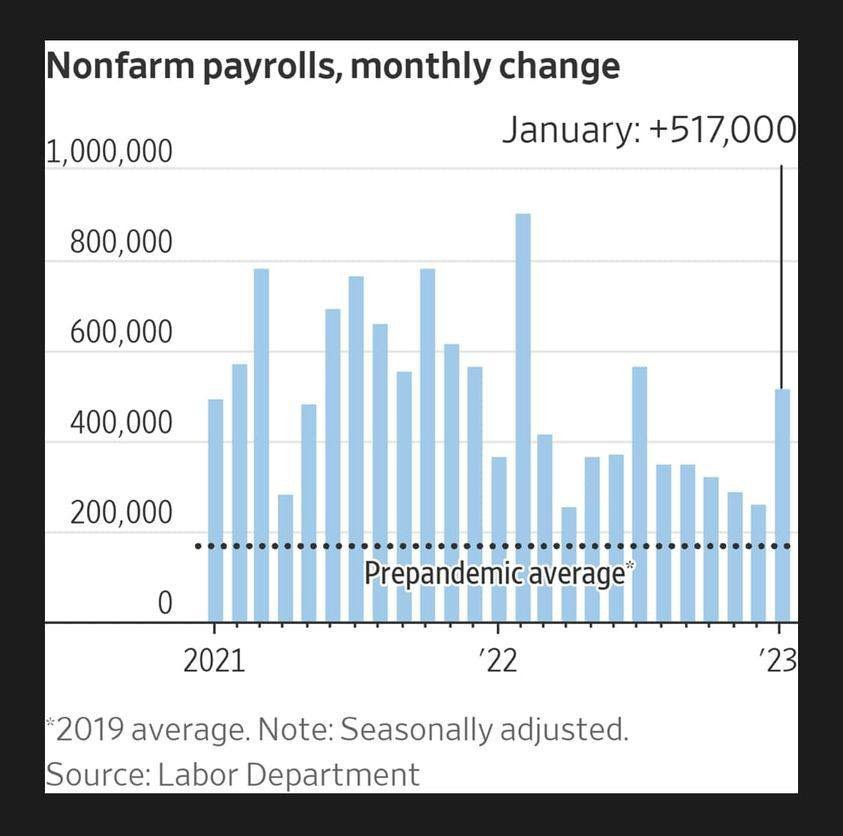 Nonfarm payrolls, monthly change
January: +517,000
1,000,000
800,000
600,000
400,000
200,000
Prepandemic average*
0
2021
’22
’23
*2019 average. Note: Seasonally adjusted.
Source: Labor Department